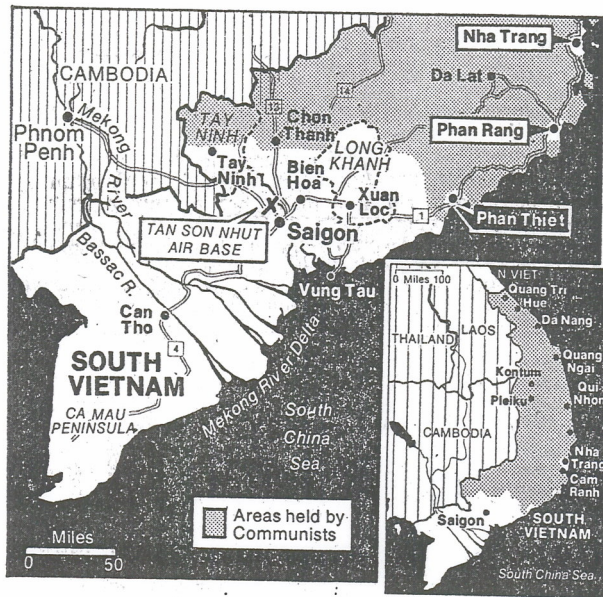 CAMBODIA
Phnom
Penh
Mekong
River
Bassac R.
TAY
NINH
Tay
Ninh
13
14
Chon
Thanh
LONG
KHANH
Bien
Hoa
Xuan
Loc
1
TAN SON NHUT
AIR BASE
X
Saigon
Vung Tau
Nha Trang
Da Lat
Phan Rang
Phan Thiet
Can
Tho
4
SOUTH
VIETNAM
CA MAU
PENINSULA
Mekong River Delta
South
China
Sea
Areas held by
Communists
Miles
0 50
0 Miles 100
N VIET
Quang Tri
Hue
Da Nang
THAILAND
LAOS
Quang
Ngai
Kontum
Pleiku
Qui
Nhon
CAMBODIA
Nha
Trang
Cam
Ranh
Saigon
SOUTH
VIETNAM
South China Sea